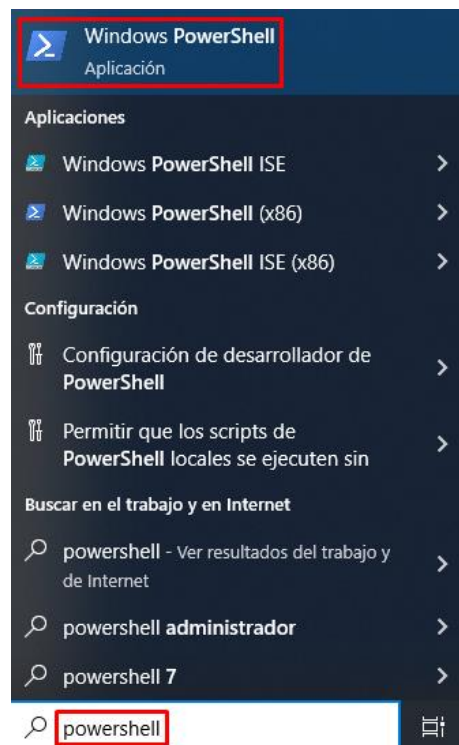 Windows PowerShell
Aplicación
Aplicaciones
Windows PowerShell ISE
Windows PowerShell (x86)
Windows PowerShell ISE (x86)
Configuración
Configuración de desarrollador de
PowerShell
Permitir que los scripts de
PowerShell locales se ejecuten sin
Buscar en el trabajo y en Internet
powershell - Ver resultados del trabajo y
de Internet
powershell administrador
powershell 7
powershell